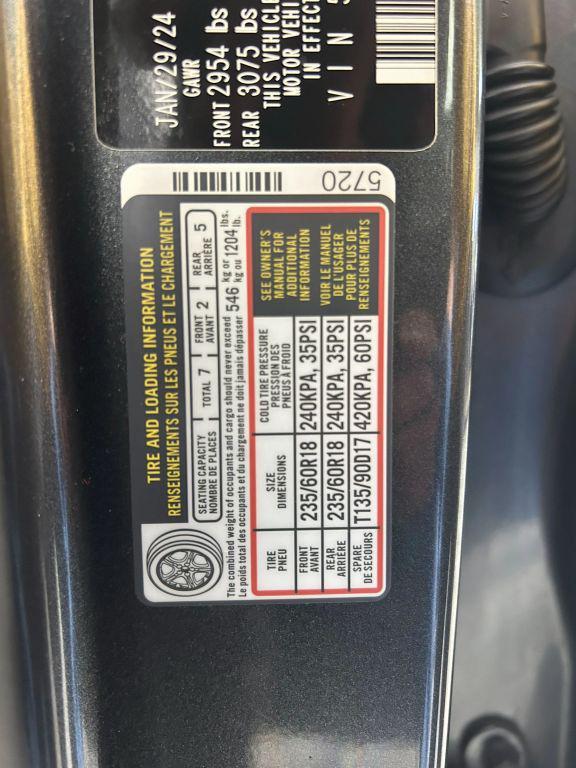 JAN/29/24
GAWR
FRONT 2954 lbs
REAR 3075 lbs
THIS VEHICLE
MOTOR VEHI
IN EFFECT
VIN 5
5720
TIRE AND LOADING INFORMATION
RENSEIGNEMENTS SUR LES PNEUS ET LE CHARGEMENT
SEATING CAPACITY
NOMBRE DE PLACES
TOTAL 7
FRONT
AVANT 2
REAR
ARRIÈRE 5
The combined weight of occupants and cargo should never exceed 546 kg or 1204 lbs.
Le poids total des occupants et du chargement ne doit jamais dépasser kg ou lb.
TIRE
PNEU
SIZE
DIMENSIONS
COLD TIRE PRESSURE
PRESSION DES
PNEUS À FROID
FRONT
AVANT
235/60R18 240KPA, 35PSI
REAR
ARRIÈRE
235/60R18 240KPA, 35PSI
SPARE
DE SECOURS
T135/90D17 420KPA, 60PSI
SEE OWNER'S
MANUAL FOR
ADDITIONAL
INFORMATION
VOIR LE MANUEL
DE L'USAGER
POUR PLUS DE
RENSEIGNEMENTS